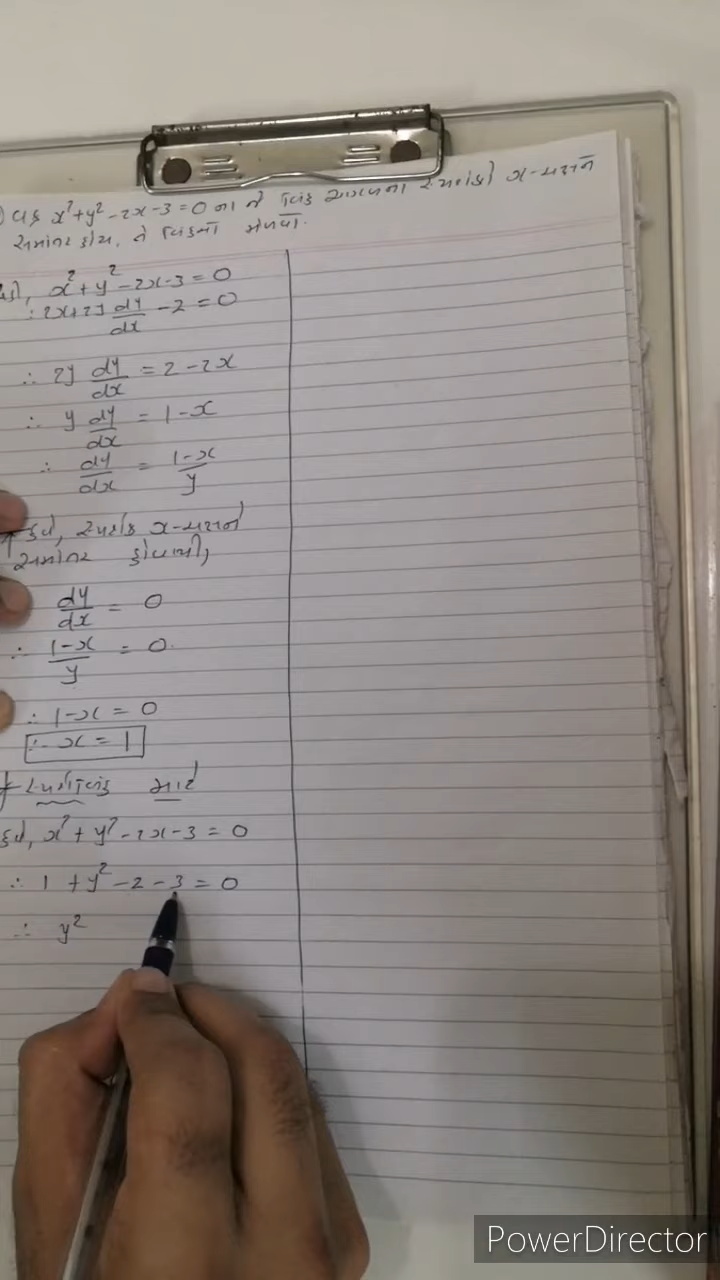 ) વક્ર x²+y²-2x-3=0 ના જે બિંદુ આગળના સ્પર્શકો x-અક્ષને
સમાંતર હોય, તે બિંદુઓ મેળવો.
x²+y²-2x-3=0
∴ 2x+2y dy/dx -2=0
∴ 2y dy/dx = 2-2x
∴ y dy/dx = 1-x
∴ dy/dx = 1-x/y
હવે, સ્પર્શક x-અક્ષને
સમાંતર હોવાથી,
dy/dx = 0
∴ 1-x/y = 0.
∴ 1-x = 0
∴ x = 1
સ્પર્શબિંદુ માટે
હવે, x²+y²-2x-3=0
∴ 1+y²-2-3=0
∴ y²
PowerDirector